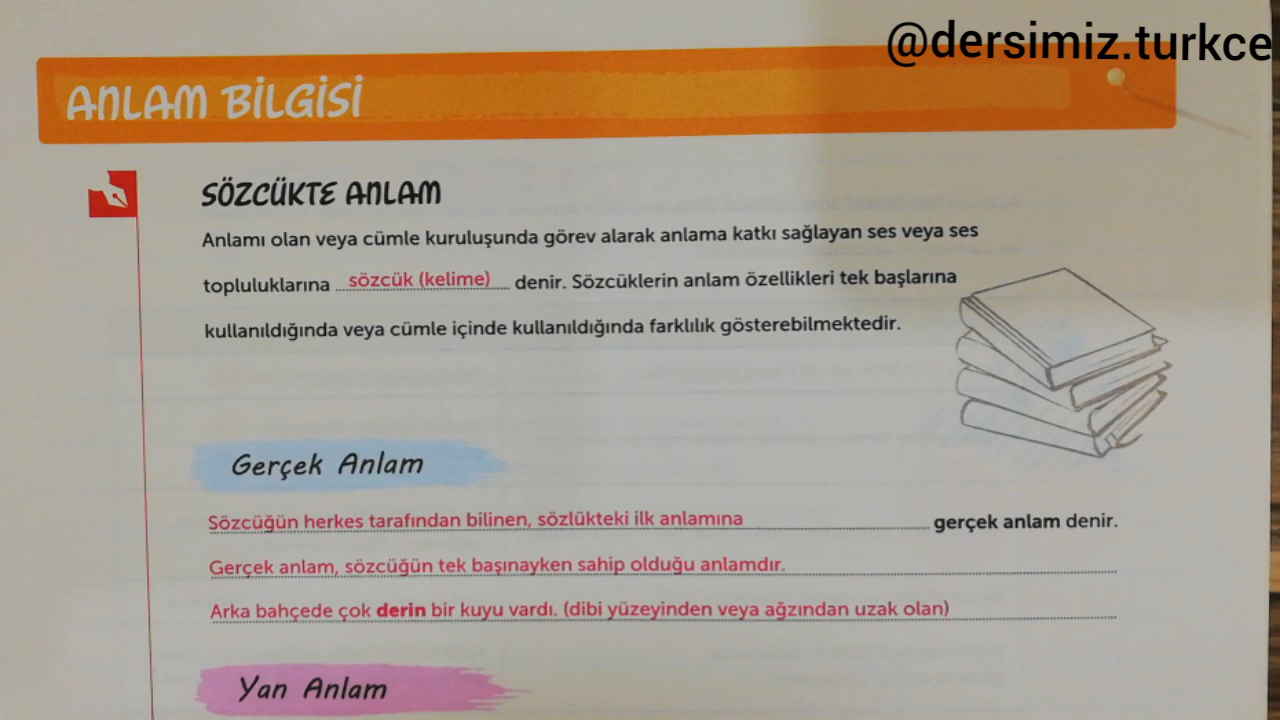 @dersimiz.turkce
ANLAM BİLGİSİ
SÖZCÜKTE ANLAM
Anlamı olan veya cümle kuruluşunda görev alarak anlama katkı sağlayan ses veya ses
topluluklarına sözcük (kelime) denir. Sözcüklerin anlam özellikleri tek başlarına
kullanıldığında veya cümle içinde kullanıldığında farklılık gösterebilmektedir.
Gerçek Anlam
Sözcüğün herkes tarafından bilinen, sözlükteki ilk anlamına gerçek anlam denir.
Gerçek anlam, sözcüğün tek başınayken sahip olduğu anlamdır.
Arka bahçede çok derin bir kuyu vardı. (dibi yüzeyinden veya ağzından uzak olan)
Yan Anlam